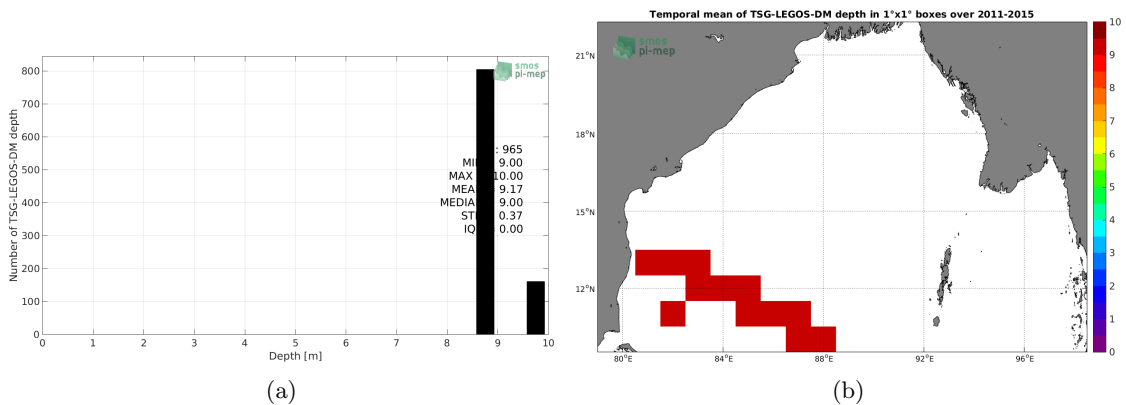 800
700
600
500
400
300
200
100
0
Number of TSG-LEGOS-DM depth
0 1 2 3 4 5 6 7 8 9 10
Depth [m]
smos
pi-mep
: 965
9.00
MAX 10.00
MEA 9.17
MEDIA 9.00
0.37
IQ 0.00
(a)
Temporal mean of TSG-LEGOS-DM depth in 1°x1° boxes over 2011-2015
smos
pi-mep
21°N
18°N
15°N
12°N
80°E 84°E 88°E 92°E 96°E
10
9
8
7
6
5
4
3
2
1
0
(b)